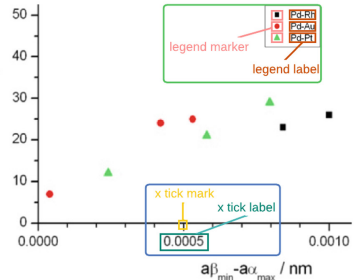 50
Pd-Rh
Pd-Au
Pd-Pt
legend marker
legend label
40
30
20
10
x tick mark
x tick label
0
0.0000
0.0005
0.0010
aβmin-aαmax / nm